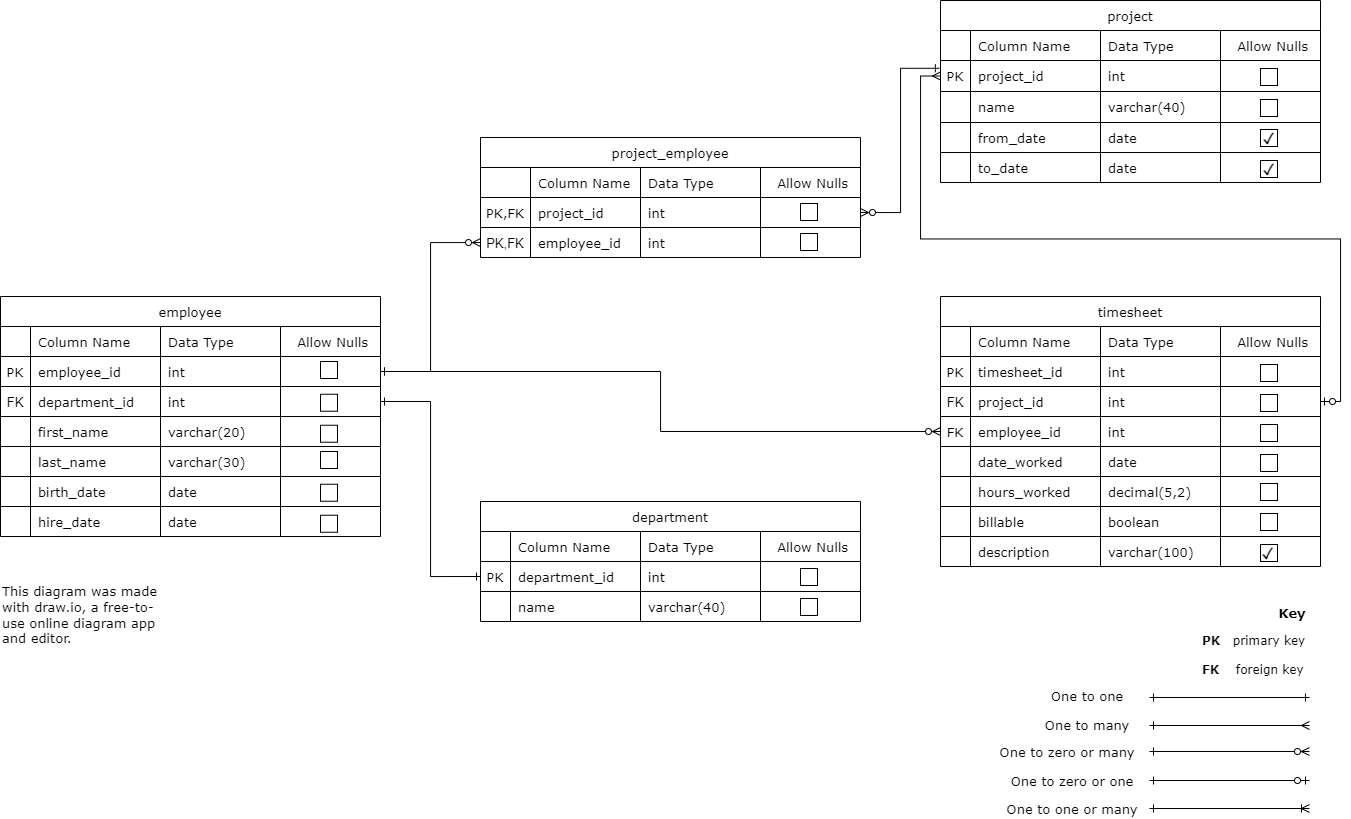 project
Column Name Data Type Allow Nulls
PK project_id int
name varchar(40)
from_date date
to_date date
project_employee
Column Name Data Type Allow Nulls
PK,FK project_id int
PK,FK employee_id int
employee
Column Name Data Type Allow Nulls
PK employee_id int
FK department_id int
first_name varchar(20)
last_name varchar(30)
birth_date date
hire_date date
timesheet
Column Name Data Type Allow Nulls
PK timesheet_id int
FK project_id int
FK employee_id int
date_worked date
hours_worked decimal(5,2)
billable boolean
description varchar(100)
department
Column Name Data Type Allow Nulls
PK department_id int
name varchar(40)
This diagram was made
with draw.io, a free-to-
use online diagram app
and editor.
Key
PK primary key
FK foreign key
One to one
One to many
One to zero or many
One to zero or one
One to one or many